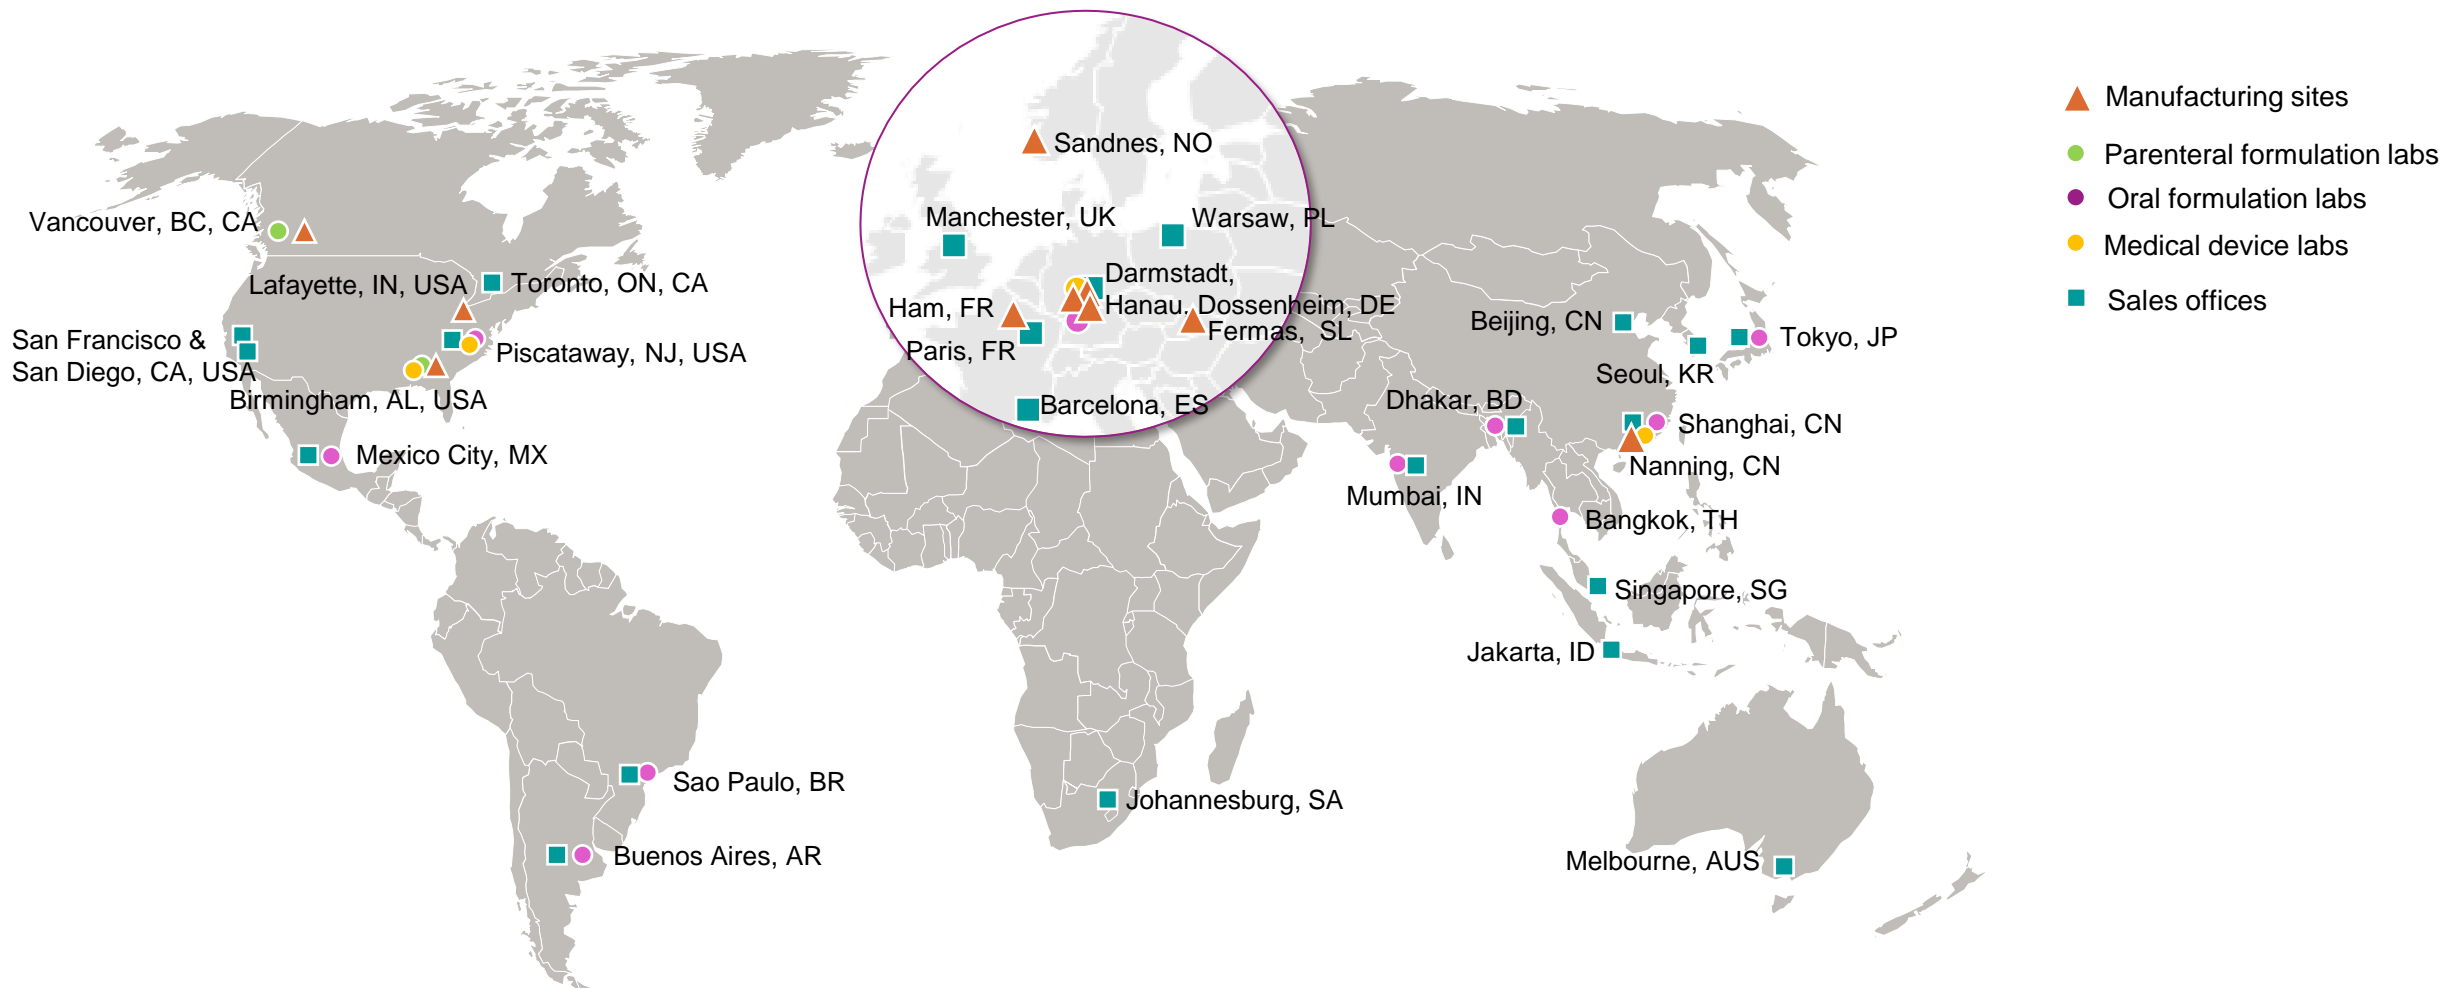 Manufacturing sites
Parenteral formulation labs
Oral formulation labs
Medical device labs
Sales offices
Vancouver, BC, CA
Lafayette, IN, USA
Toronto, ON, CA
San Francisco &
San Diego, CA, USA
Piscataway, NJ, USA
Birmingham, AL, USA
Mexico City, MX
Sao Paulo, BR
Buenos Aires, AR
Sandnes, NO
Manchester, UK
Warsaw, PL
Darmstadt,
Hanau, Dossenheim, DE
Ham, FR
Fermas, SL
Paris, FR
Barcelona, ES
Johannesburg, SA
Beijing, CN
Tokyo, JP
Seoul, KR
Dhakar, BD
Shanghai, CN
Nanning, CN
Mumbai, IN
Bangkok, TH
Singapore, SG
Jakarta, ID
Melbourne, AUS